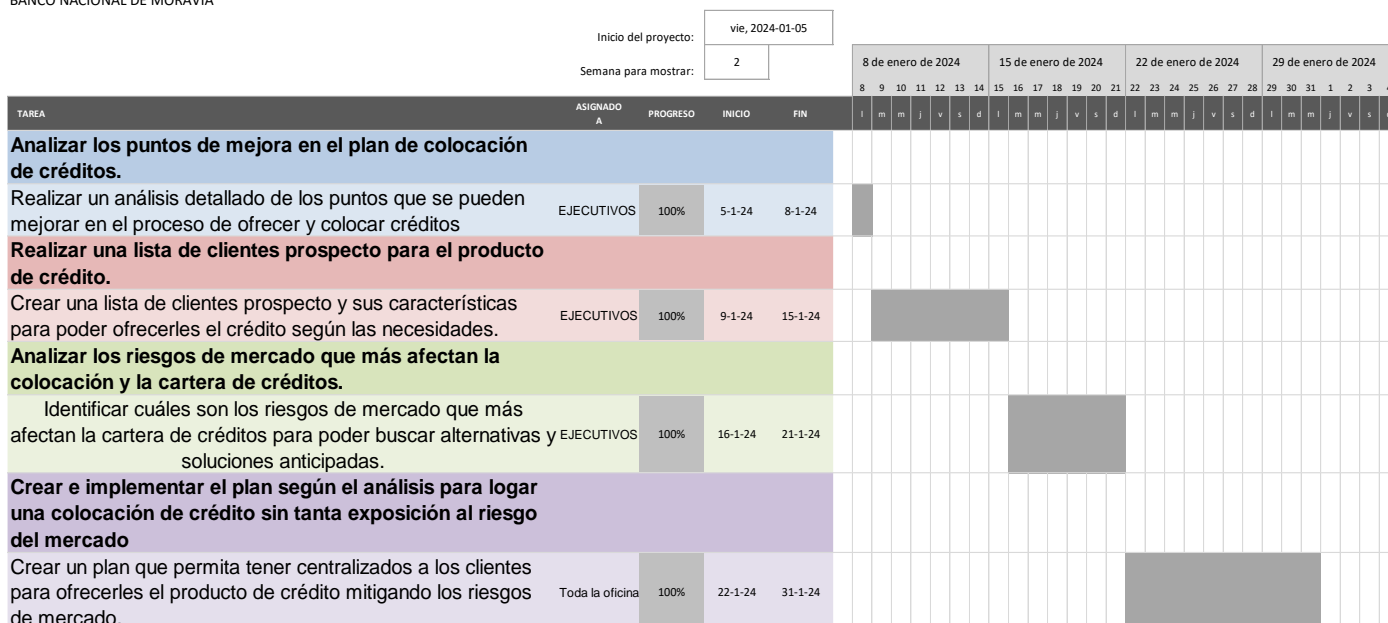 BANCO NACIONAL DE MORAVIA
Inicio del proyecto:
vie, 2024-01-05
Semana para mostrar:
2
8 de enero de 2024 15 de enero de 2024 22 de enero de 2024 29 de enero de 2024
8 9 10 11 12 13 14 15 16 17 18 19 20 21 22 23 24 25 26 27 28 29 30 31 1 2 3
TAREA ASIGNADO A PROGRESO INICIO FIN l m m j v s d l m m j v s d l m m j v s d l m m j v s
Analizar los puntos de mejora en el plan de colocación
de créditos.
Realizar un análisis detallado de los puntos que se pueden
mejorar en el proceso de ofrecer y colocar créditos
EJECUTIVOS 100% 5-1-24 8-1-24
Realizar una lista de clientes prospecto para el producto
de crédito.
Crear una lista de clientes prospecto y sus características
para poder ofrecerles el crédito según las necesidades.
EJECUTIVOS 100% 9-1-24 15-1-24
Analizar los riesgos de mercado que más afectan la
colocación y la cartera de créditos.
Identificar cuáles son los riesgos de mercado que más
afectan la cartera de créditos para poder buscar alternativas y
soluciones anticipadas.
EJECUTIVOS 100% 16-1-24 21-1-24
Crear e implementar el plan según el análisis para logar
una colocación de crédito sin tanta exposición al riesgo
del mercado
Crear un plan que permita tener centralizados a los clientes
para ofrecerles el producto de crédito mitigando los riesgos
de mercado.
Toda la oficina 100% 22-1-24 31-1-24